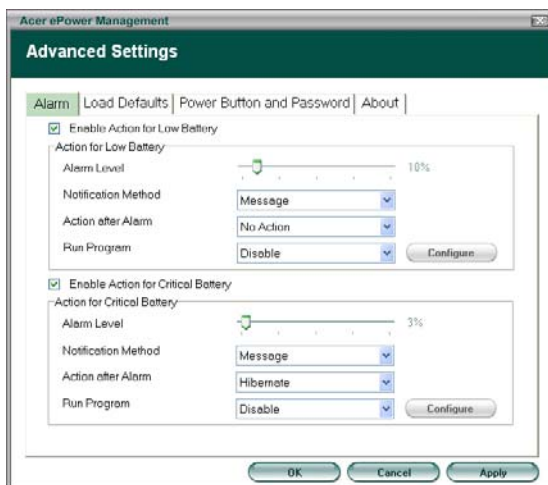 Acer ePower Management
Advanced Settings
Alarm Load Defaults Power Button and Password About
Enable Action for Low Battery
Action for Low Battery
Alarm Level 10%
Notification Method Message
Action after Alarm No Action
Run Program Disable Configure
Enable Action for Critical Battery
Action for Critical Battery
Alarm Level 3%
Notification Method Message
Action after Alarm Hibernate
Run Program Disable Configure
OK Cancel Apply